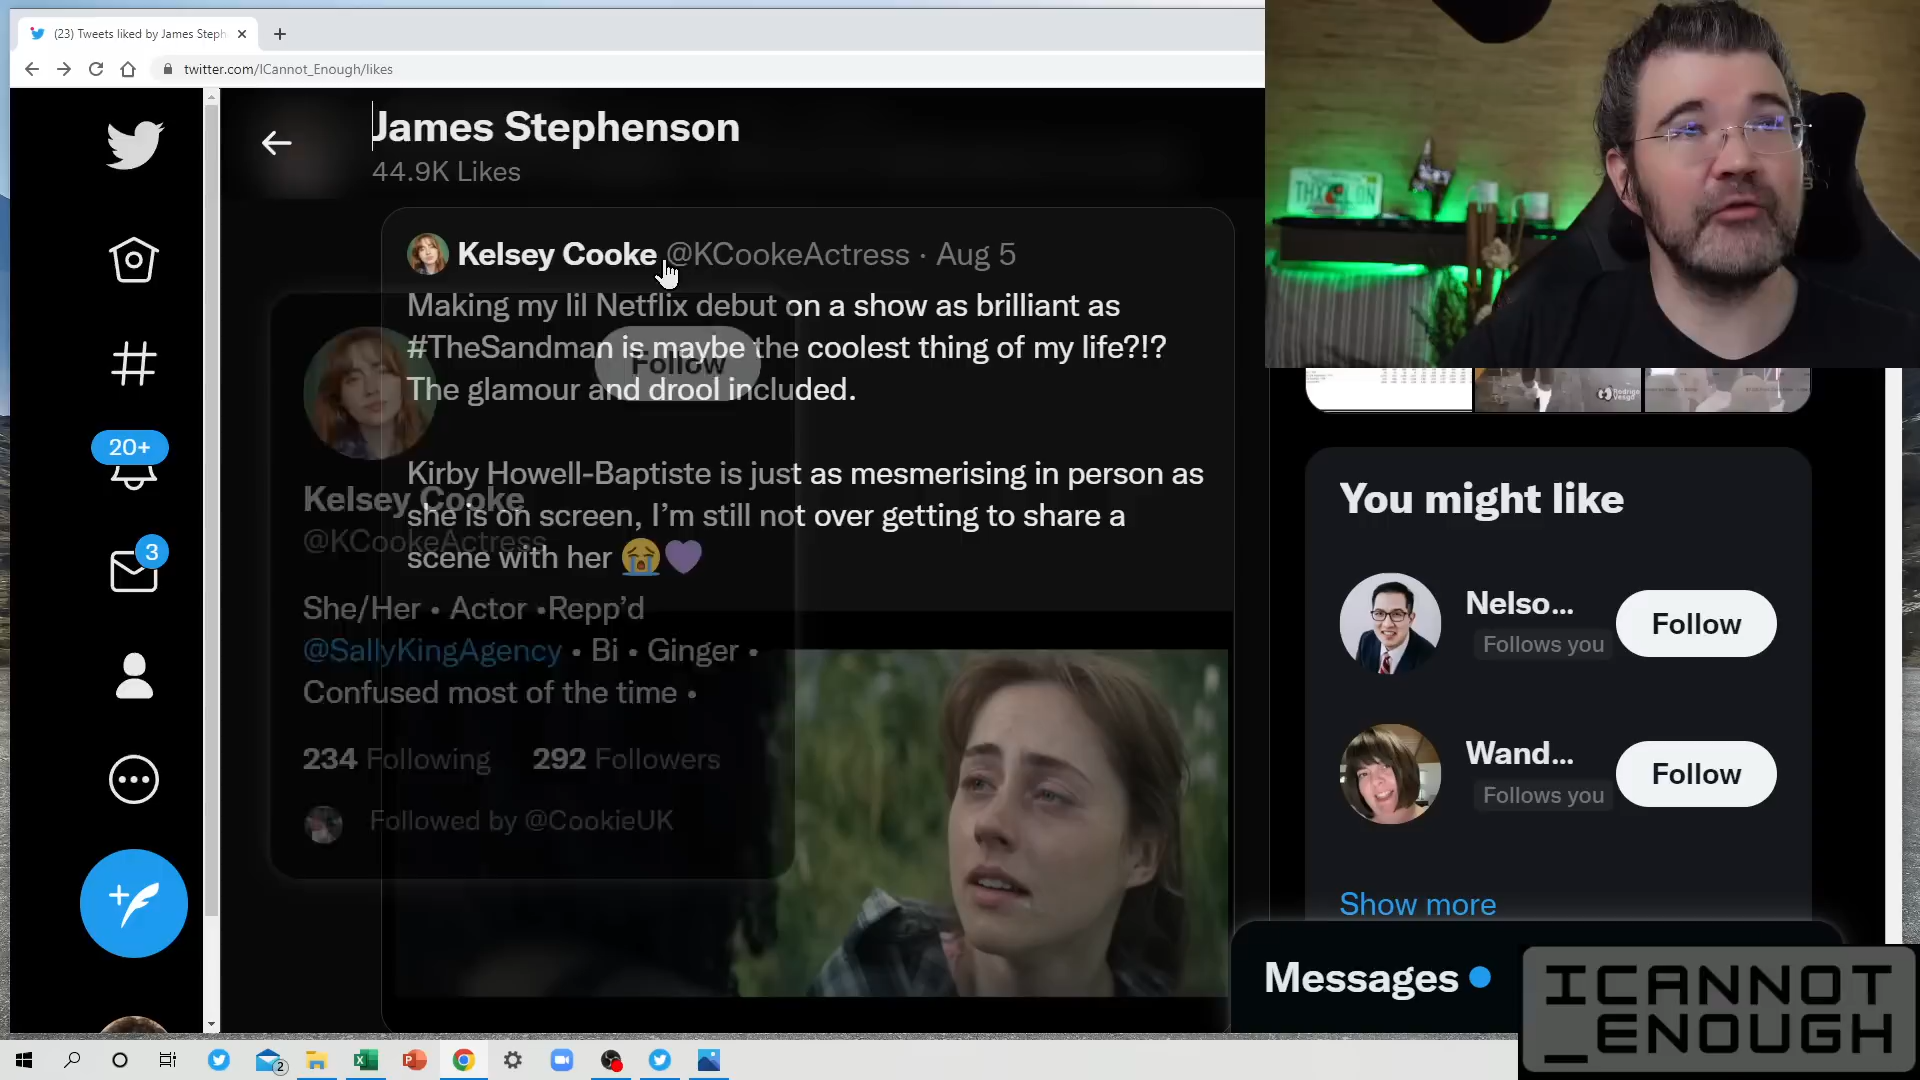 (23) Tweets liked by James Steph
twitter.com/ICannot_Enough/likes
James Stephenson
44.9K Likes
Kelsey Cooke @KCookeActress · Aug 5
Making my lil Netflix debut on a show as brilliant as
#TheSandman is maybe the coolest thing of my life?!?
The glamour and drool included.
Kirby Howell-Baptiste is just as mesmerising in person as
she is on screen, I’m still not over getting to share a
scene with her 😭💜
Follow
Kelsey Cooke
@KCookeActress
She/Her • Actor •Repp’d
@SallyKingAgency • Bi • Ginger •
Confused most of the time •
234 Following 292 Followers
Followed by @CookieUK
20+
3
THX
Rodrigo
You might like
Nelso...
Follows you
Follow
Wand...
Follows you
Follow
Show more
Messages
ICANNOT
_ENOUGH
2